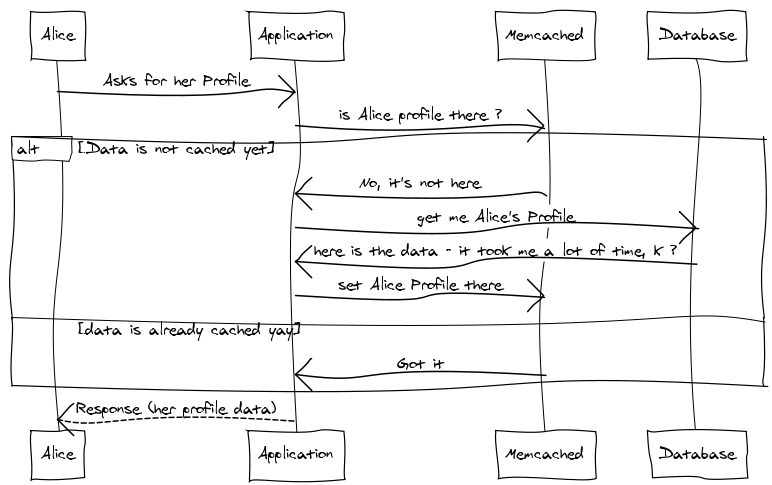 Alice Application Memcached Database
Asks for her Profile
is Alice profile there ?
alt [Data is not cached yet]
No, it's not here
get me Alice's Profile
here is the data - it took me a lot of time, K ?
set Alice Profile there
[data is already cached yay]
Got it
Response (her profile data)
Alice Application Memcached Database